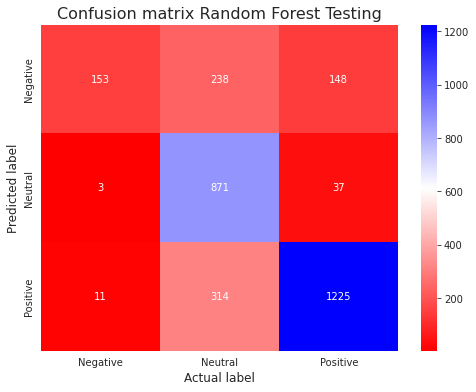 Confusion matrix Random Forest Testing
Predicted label
Negative
153 238 148
Neutral
3 871 37
Positive
11 314 1225
Negative Neutral Positive
Actual label
1200
1000
800
600
400
200